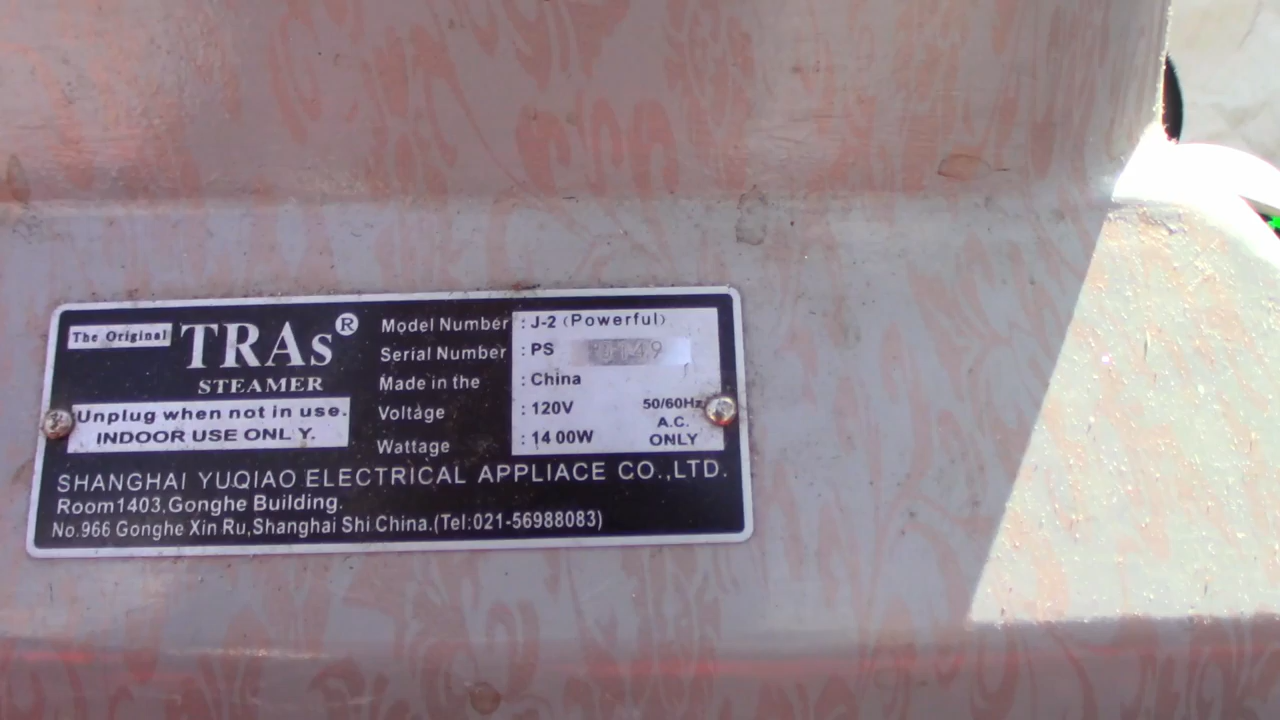 The Original TRAs®
STEAMER
Unplug when not in use.
INDOOR USE ONLY.
Model Number : J-2 (Powerful)
Serial Number : PS
Made in the : China
Voltage : 120V 50/60Hz
A.C.
ONLY
Wattage : 1400W
SHANGHAI YUQIAO ELECTRICAL APPLIACE CO.,LTD.
Room1403,Gonghe Building.
No.966 Gonghe Xin Ru,Shanghai Shi China.(Tel:021-56988083)